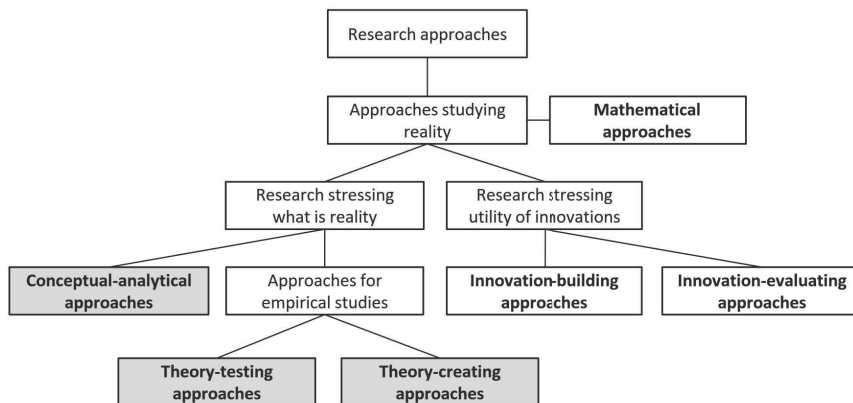 Research approaches
Approaches studying
reality
Mathematical
approaches
Research stressing
what is reality
Research stressing
utility of innovations
Conceptual-analytical
approaches
Approaches for
empirical studies
Innovation-building
approaches
Innovation-evaluating
approaches
Theory-testing
approaches
Theory-creating
approaches